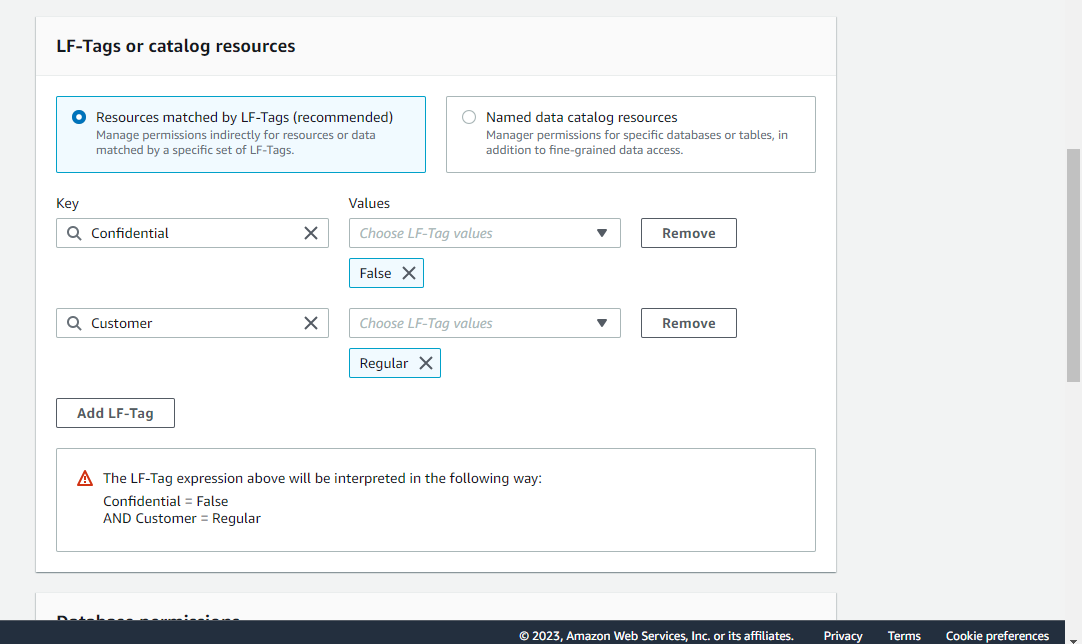 LF-Tags or catalog resources
Resources matched by LF-Tags (recommended)
Manage permissions indirectly for resources or data
matched by a specific set of LF-Tags.
Named data catalog resources
Manager permissions for specific databases or tables, in
addition to fine-grained data access.
Key
Values
Confidential
Choose LF-Tag values
Remove
False
Customer
Choose LF-Tag values
Remove
Regular
Add LF-Tag
The LF-Tag expression above will be interpreted in the following way:
Confidential = False
AND Customer = Regular
Database permissions
© 2023, Amazon Web Services, Inc. or its affiliates.
Privacy
Terms
Cookie preferences